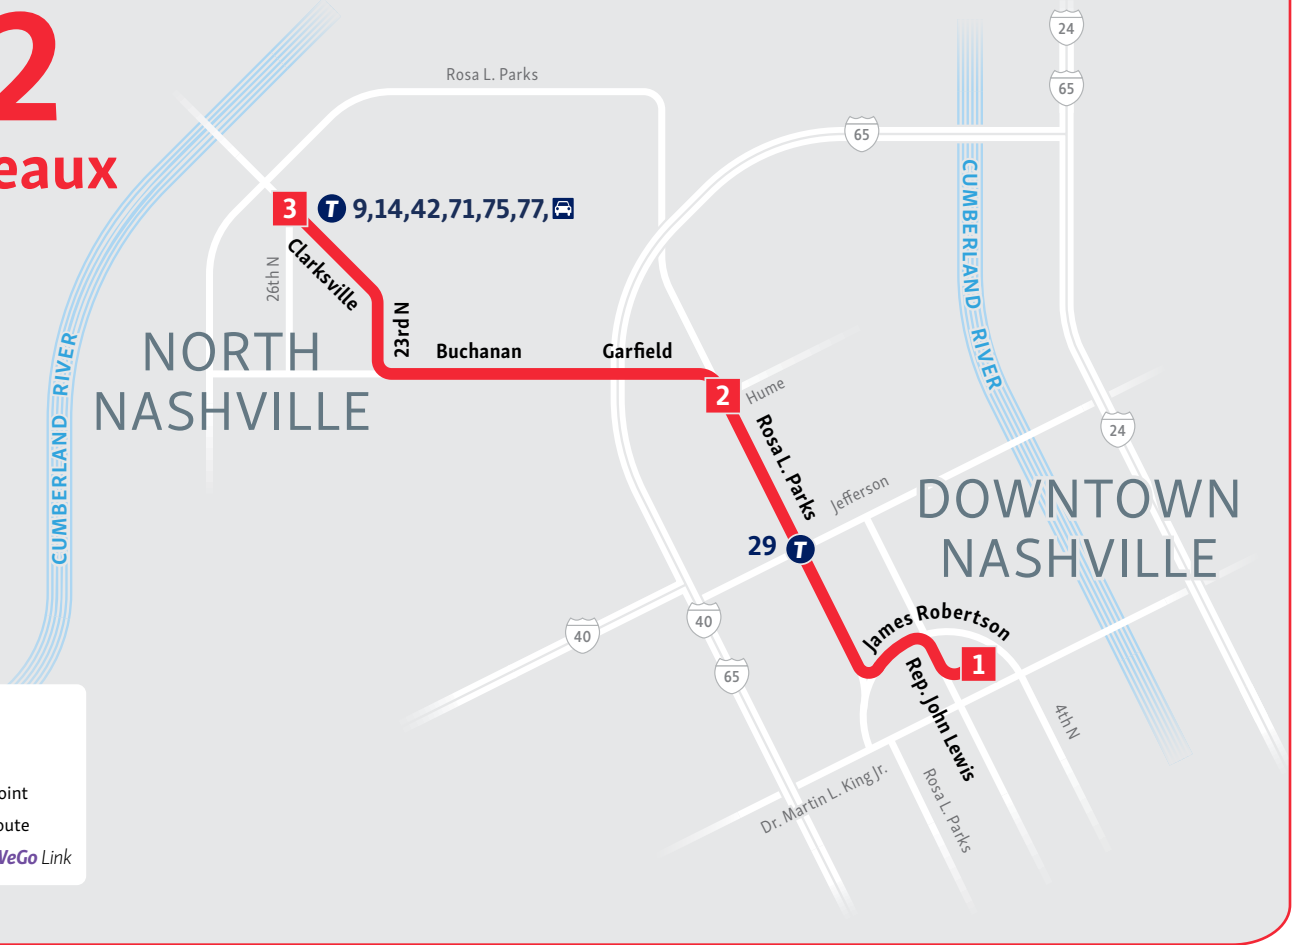 2
eaux
Rosa L. Parks
24
65
65
3
T 9,14,42,71,75,77,
Clarksville
26th N
23rd N
Buchanan
Garfield
NORTH
NASHVILLE
CUMBERLAND RIVER
CUMBERLAND RIVER
2
Hume
Rosa L. Parks
Jefferson
24
29 T
DOWNTOWN
NASHVILLE
James Robertson
1
Rep. John Lewis
40
40
65
4th N
Dr. Martin L. King Jr.
Rosa L. Parks
oint
oute
WeGo Link